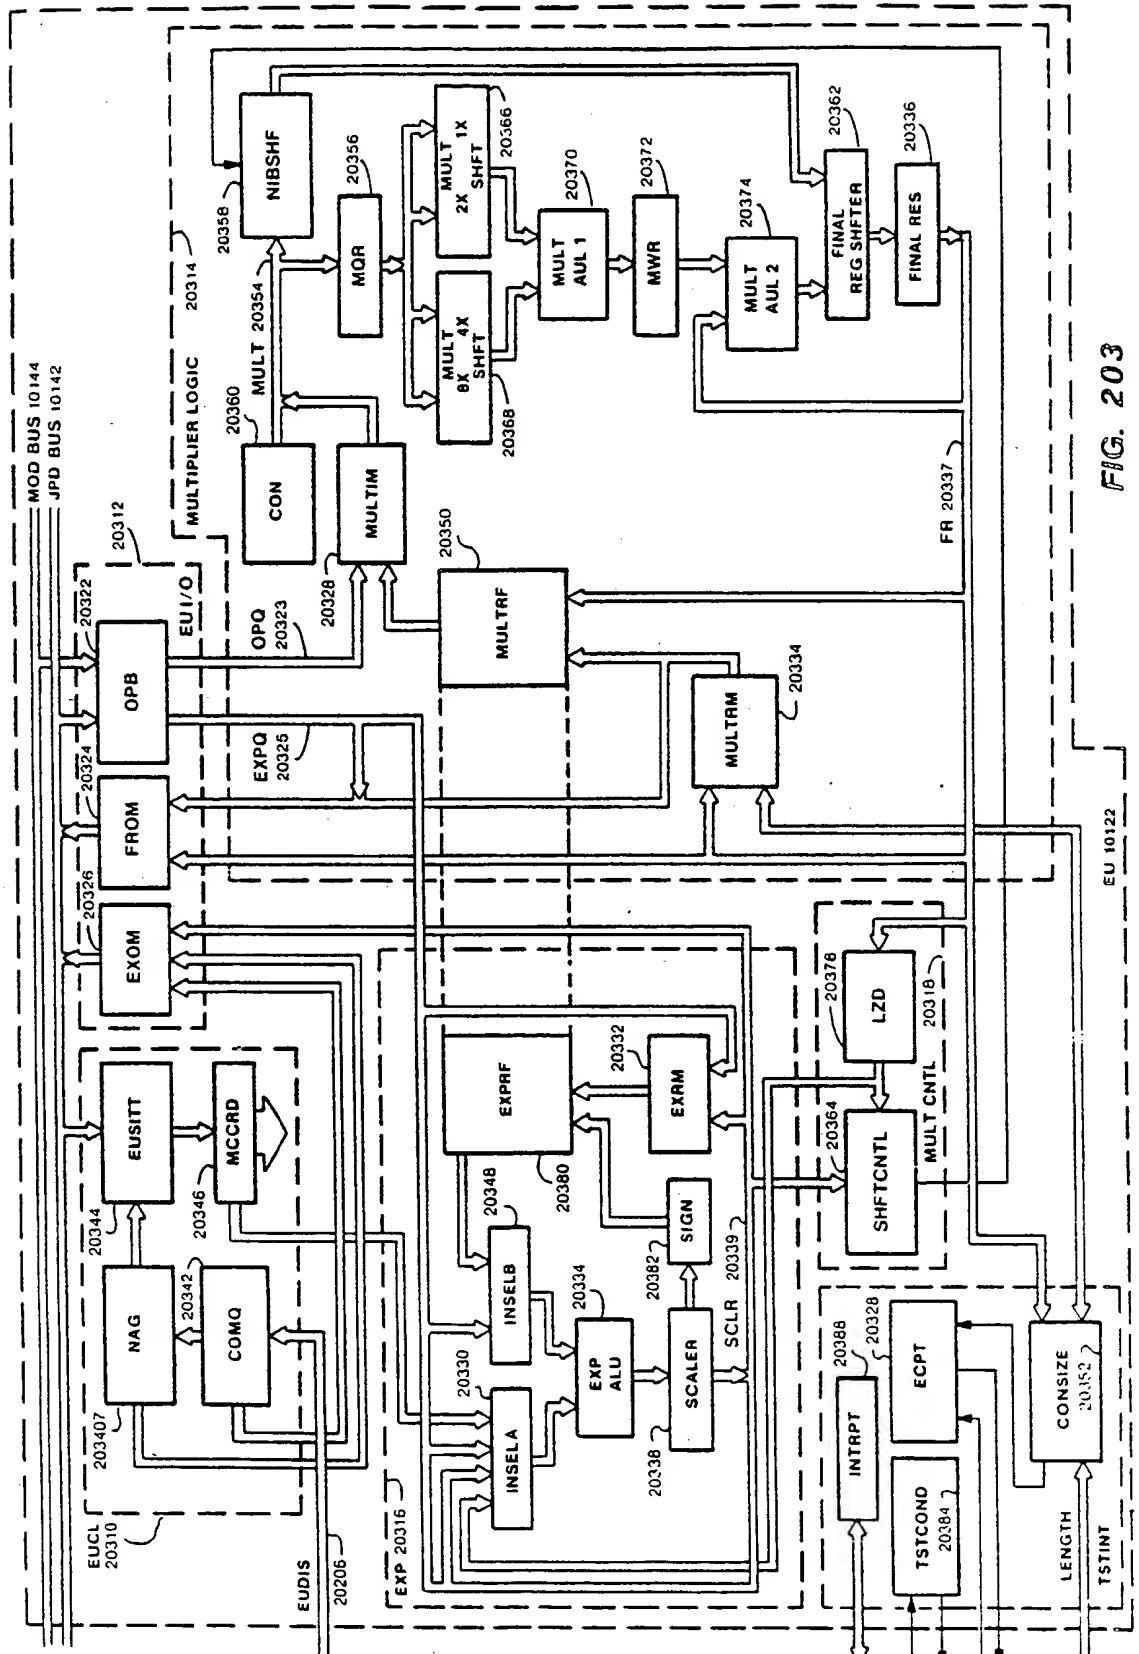 MOD BUS 10144
JPD BUS 10142
20312
20322
EU I/O
OPB
20324
FROM
20326
EXOM
EUSITT
20344
MCCRD
20346
NAG
203407
COMQ
20342
EUCL
20310
EUDIS
20206
MULTIPLIER LOGIC
20314
20358
NIBSHF
MULT 20354
20360
CON
MQR
20356
MULTIM
20328
OPQ
20323
EXPQ
20325
MULT 1X
2X SHFT
20366
MULT 4X
8X SHFT
20368
MULT
AUL 1
20370
MWR
20372
MULT
AUL 2
20374
FINAL
REG SHFTER
20362
FINAL RES
20336
MULTRF
20350
MULTRM
20334
FR 20337
EXP 20316
EXPRF
20380
EXRM
20332
INSELB
20348
INSELA
20330
EXP
ALU
20334
SCALER
20338
SIGN
20382
SCLR
20339
LZD
20378
20318
SHFTCNTL
20364
MULT CNTL
INTRPT
20388
ECPT
20328
TSTCOND
20384
CONSIZE
20352
LENGTH
TSTINT
EU 10122
FIG. 203